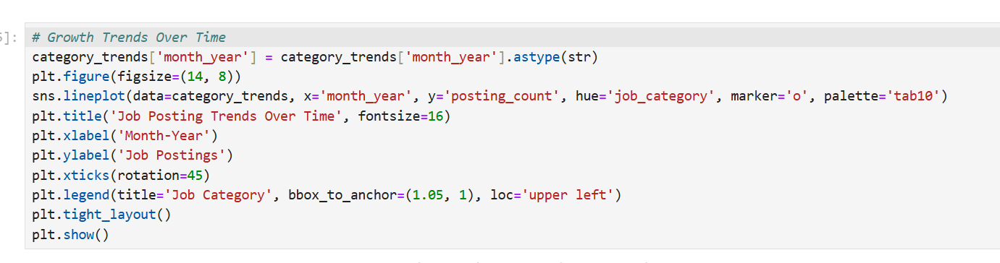 5]:
# Growth Trends Over Time
category_trends['month_year'] = category_trends['month_year'].astype(str)
plt.figure(figsize=(14, 8))
sns.lineplot(data=category_trends, x='month_year', y='posting_count', hue='job_category', marker='o', palette='tab10')
plt.title('Job Posting Trends Over Time', fontsize=16)
plt.xlabel('Month-Year')
plt.ylabel('Job Postings')
plt.xticks(rotation=45)
plt.legend(title='Job Category', bbox_to_anchor=(1.05, 1), loc='upper left')
plt.tight_layout()
plt.show()